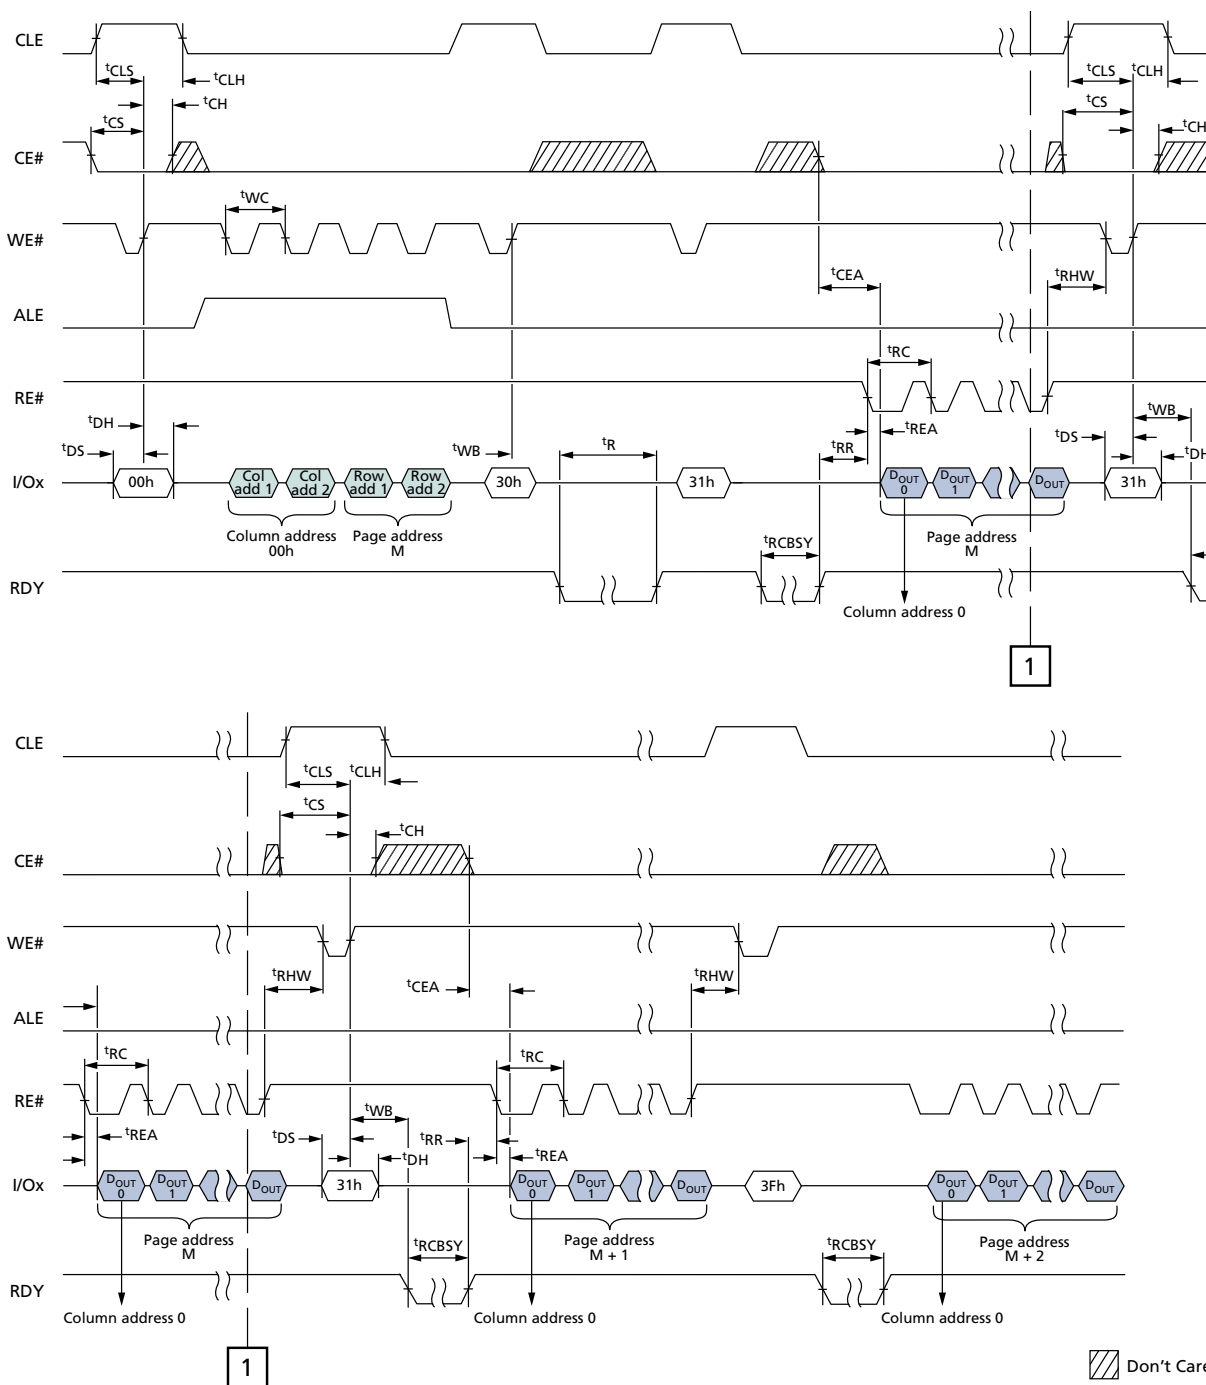 CLE
tCLS
tCLH
tCLS
tCLH
tCH
tCS
tCS
tCH
CE#
tWC
WE#
tCEA
tRHW
ALE
tRC
RE#
tDH
tWB
tDS
tWB
tR
tRR
tREA
tDS
tDH
I/Ox
00h
Col add 1
Col add 2
Row add 1
Row add 2
30h
31h
DOUT 0
DOUT 1
DOUT
31h
Column address 00h
Page address M
tRCBSY
Page address M
RDY
Column address 0
1
CLE
tCLS
tCLH
tCS
tCH
CE#
WE#
tRHW
tCEA
tRHW
ALE
tRC
tRC
RE#
tWB
tREA
tDS
tRR
tDH
tREA
I/Ox
DOUT 0
DOUT 1
DOUT
31h
DOUT 0
DOUT 1
DOUT
3Fh
DOUT 0
DOUT 1
DOUT
Page address M
tRCBSY
Page address M + 1
tRCBSY
Page address M + 2
RDY
Column address 0
Column address 0
Column address 0
1
Don't Care